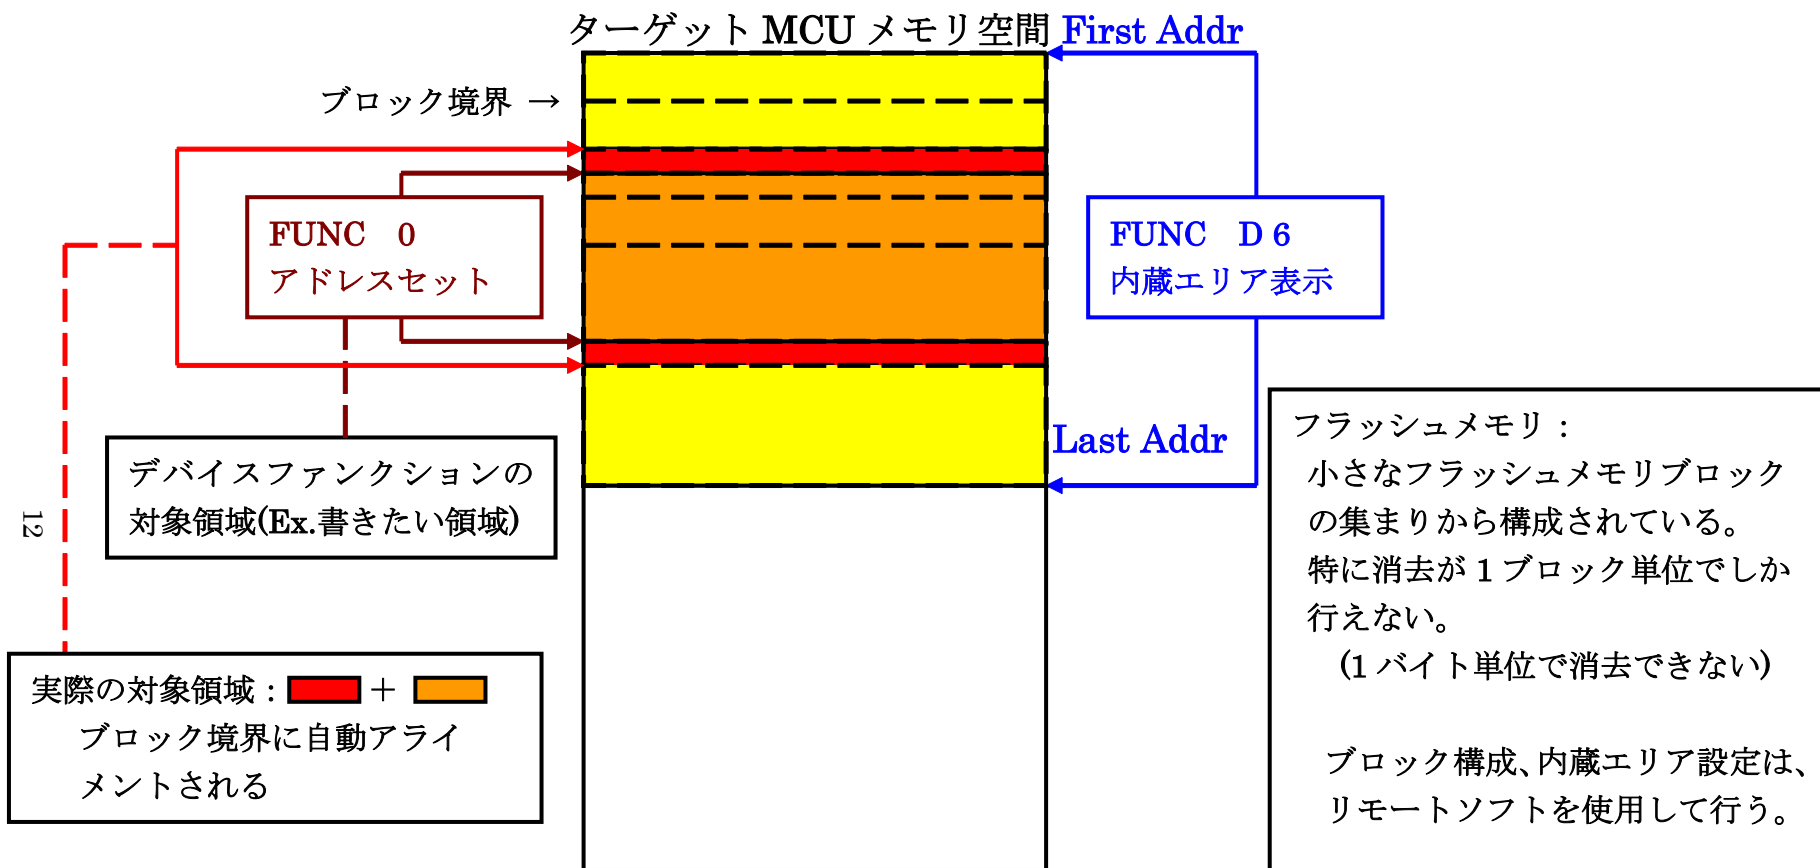 ターゲット MCU メモリ空間
First Addr
ブロック境界 →
FUNC　0
アドレスセット
FUNC　D 6
内蔵エリア表示
Last Addr
デバイスファンクションの
対象領域(Ex.書きたい領域)
12
実際の対象領域： ＋
ブロック境界に自動アライ
メントされる
フラッシュメモリ：
小さなフラッシュメモリブロック
の集まりから構成されている。
特に消去が 1 ブロック単位でしか
行えない。
(1 バイト単位で消去できない)
ブロック構成、内蔵エリア設定は、
リモートソフトを使用して行う。